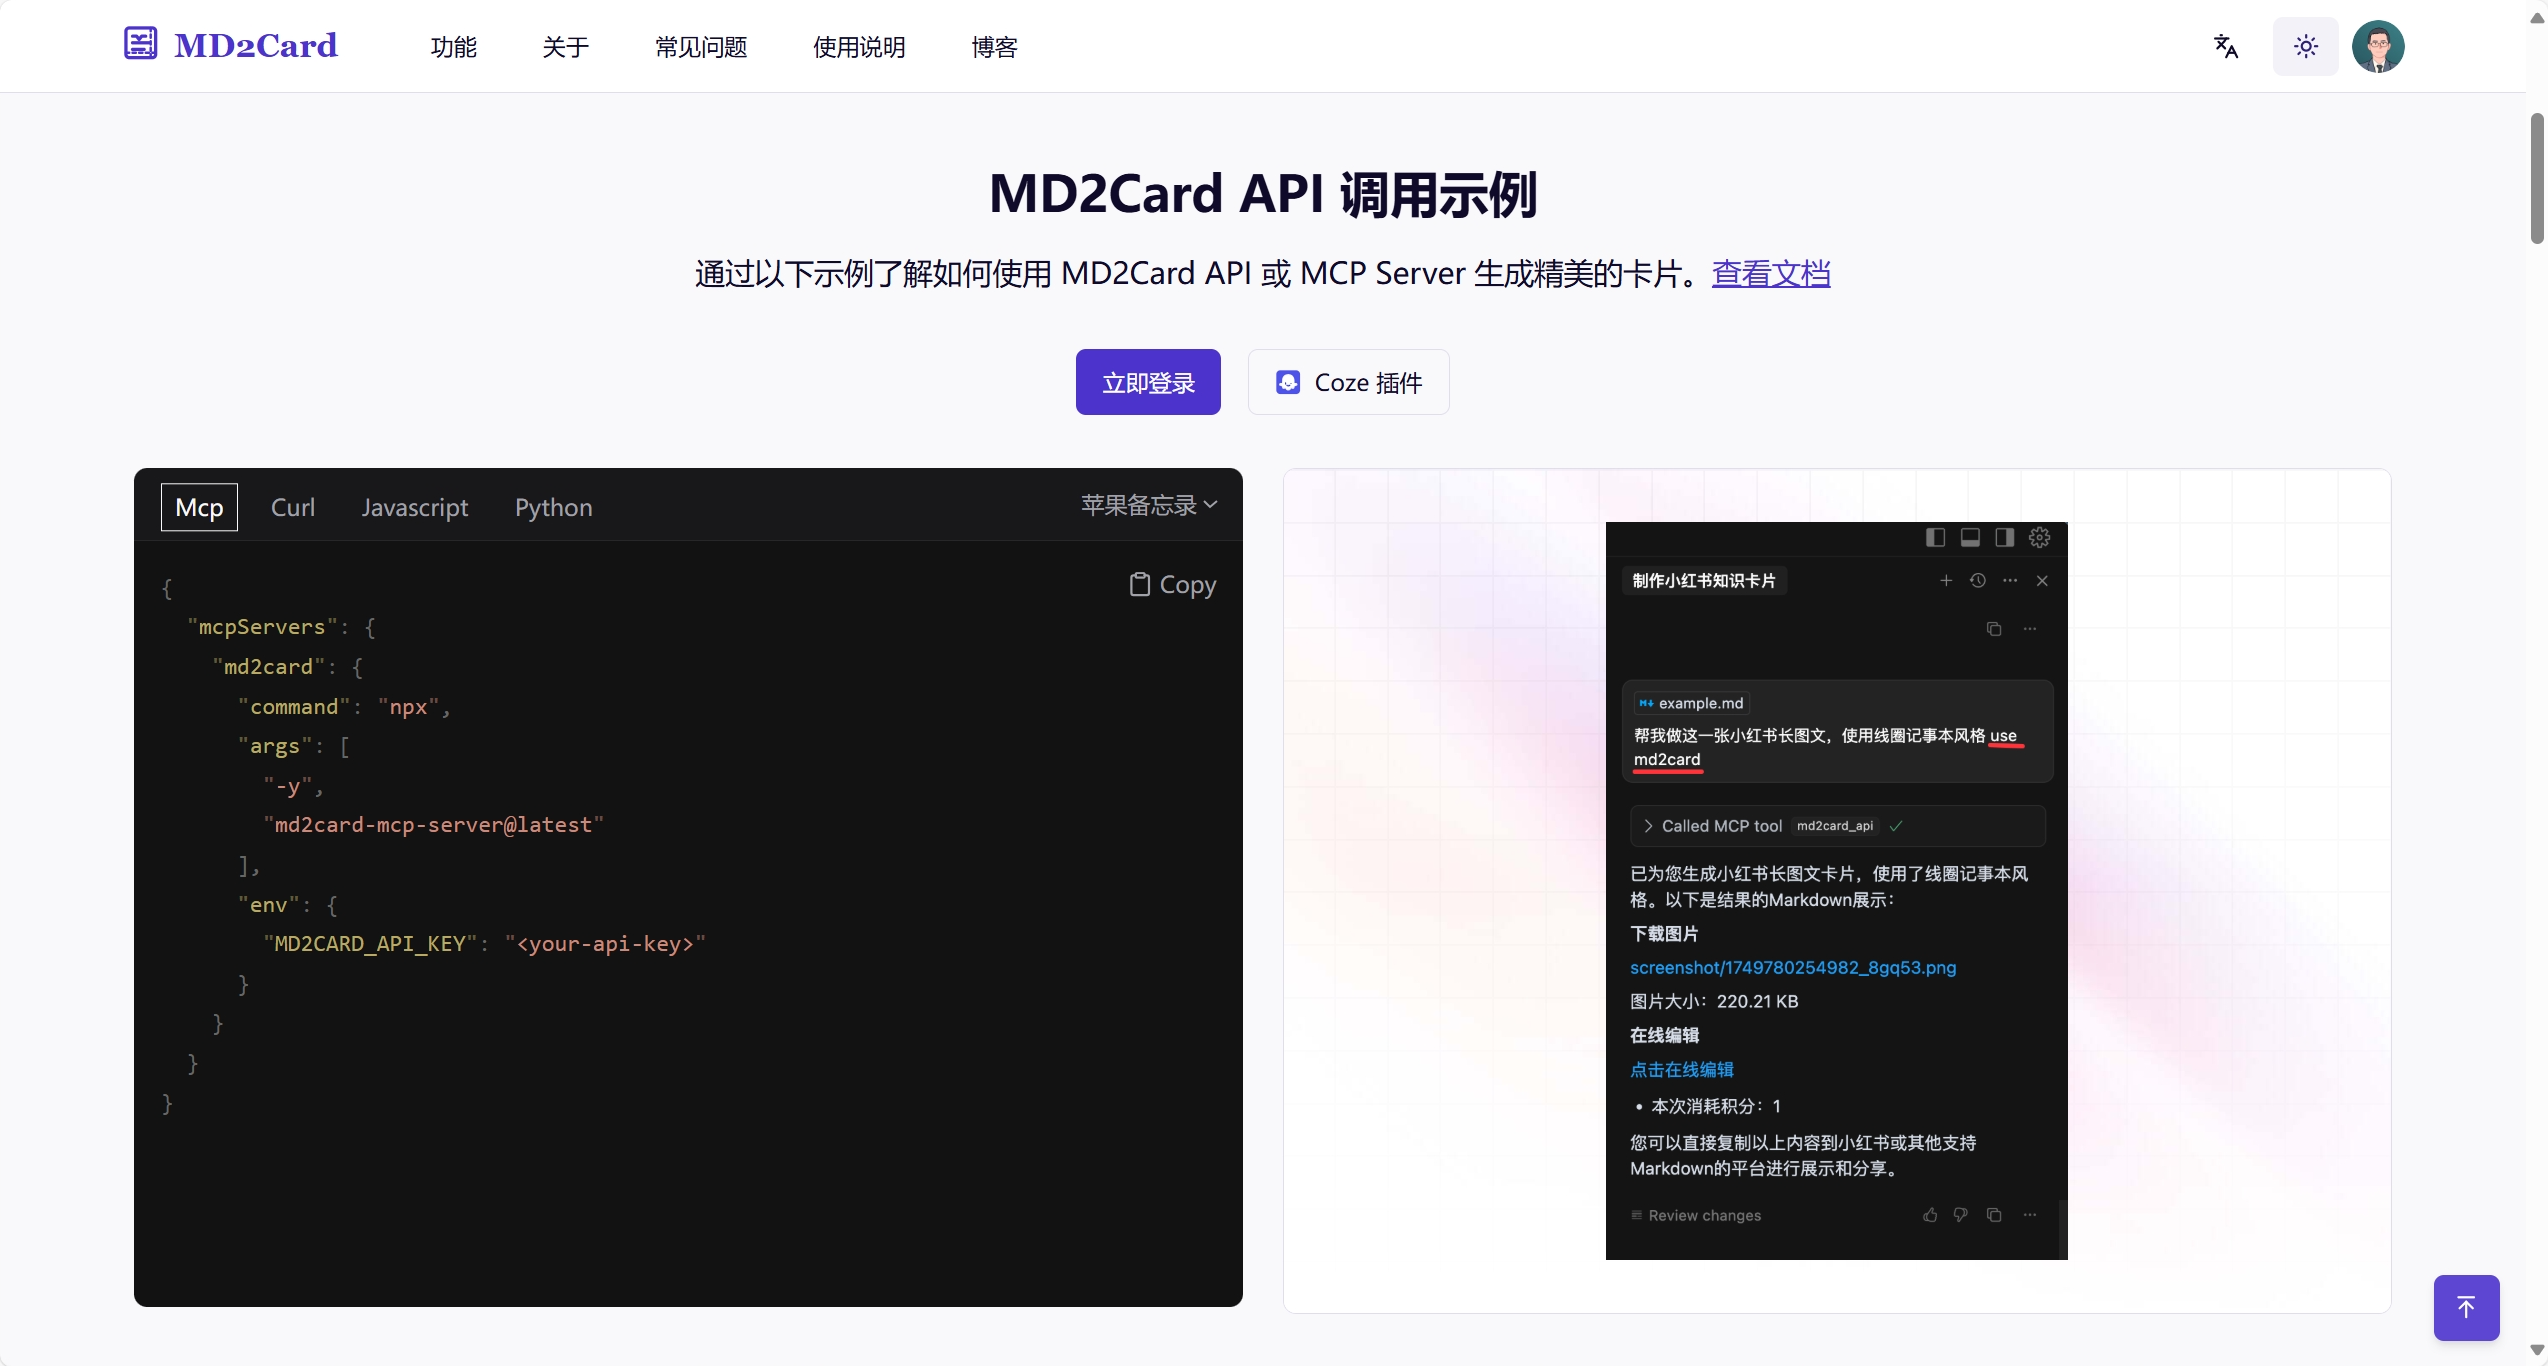 MD2Card
功能
关于
常见问题
使用说明
博客
MD2Card API 调用示例
通过以下示例了解如何使用 MD2Card API 或 MCP Server 生成精美的卡片。查看文档
立即登录
Coze 插件
Mcp
Curl
Javascript
Python
苹果备忘录
Copy
{
"mcpServers": {
"md2card": {
"command": "npx",
"args": [
"-y",
"md2card-mcp-server@latest"
],
"env": {
"MD2CARD_API_KEY": "<your-api-key>"
}
}
}
}
制作小红书知识卡片
example.md
帮我做这一张小红书长图文，使用线圈记事本风格 use
md2card
Called MCP tool md2card_api
已为您生成小红书长图文卡片，使用了线圈记事本风
格。以下是结果的Markdown展示：
下载图片
screenshot/1749780254982_8gq53.png
图片大小：220.21 KB
在线编辑
点击在线编辑
• 本次消耗积分：1
您可以直接复制以上内容到小红书或其他支持
Markdown的平台进行展示和分享。
Review changes